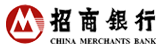 招商银行
CHINA MERCHANTS BANK